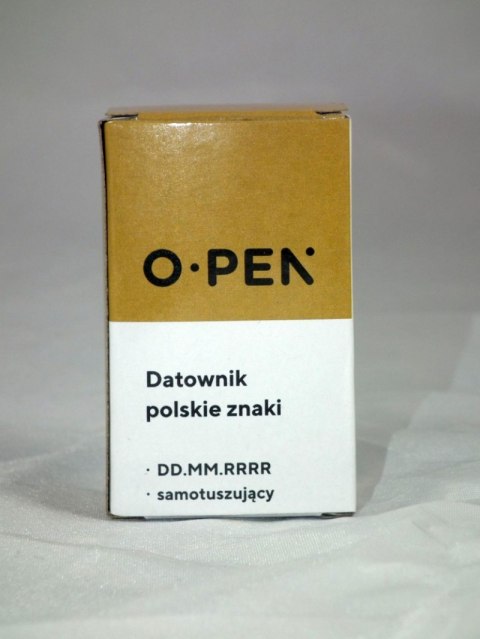 O·PEN
Datownik
polskie znaki
· DD.MM.RRRR
· samotuszujący